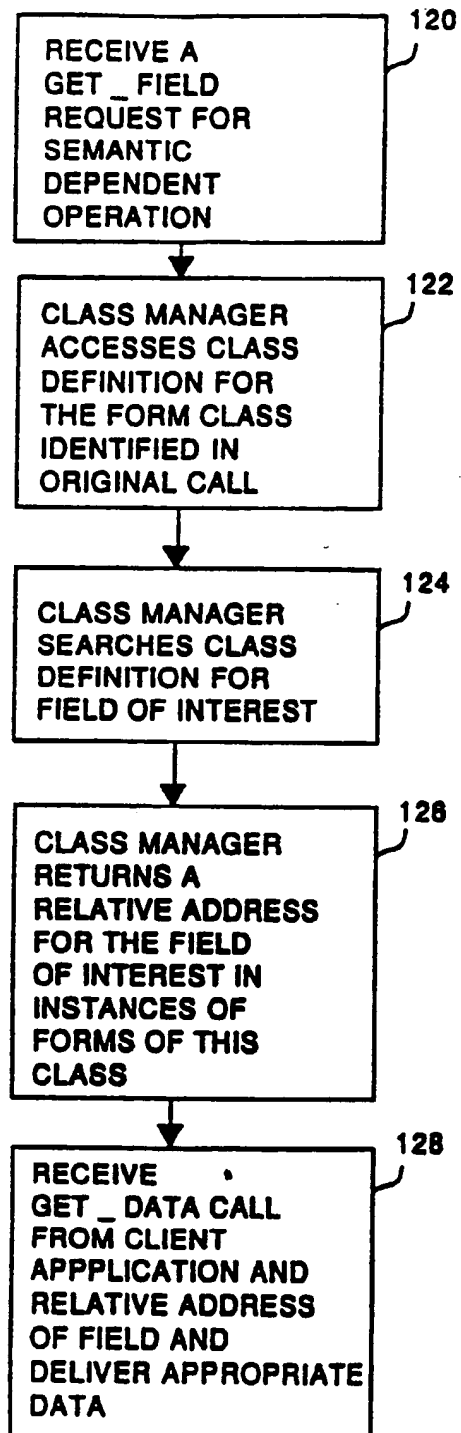 120
RECEIVE A
GET _ FIELD
REQUEST FOR
SEMANTIC
DEPENDENT
OPERATION
122
CLASS MANAGER
ACCESSES CLASS
DEFINITION FOR
THE FORM CLASS
IDENTIFIED IN
ORIGINAL CALL
124
CLASS MANAGER
SEARCHES CLASS
DEFINITION FOR
FIELD OF INTEREST
126
CLASS MANAGER
RETURNS A
RELATIVE ADDRESS
FOR THE FIELD
OF INTEREST IN
INSTANCES OF
FORMS OF THIS
CLASS
128
RECEIVE
GET _ DATA CALL
FROM CLIENT
APPPLICATION AND
RELATIVE ADDRESS
OF FIELD AND
DELIVER APPROPRIATE
DATA